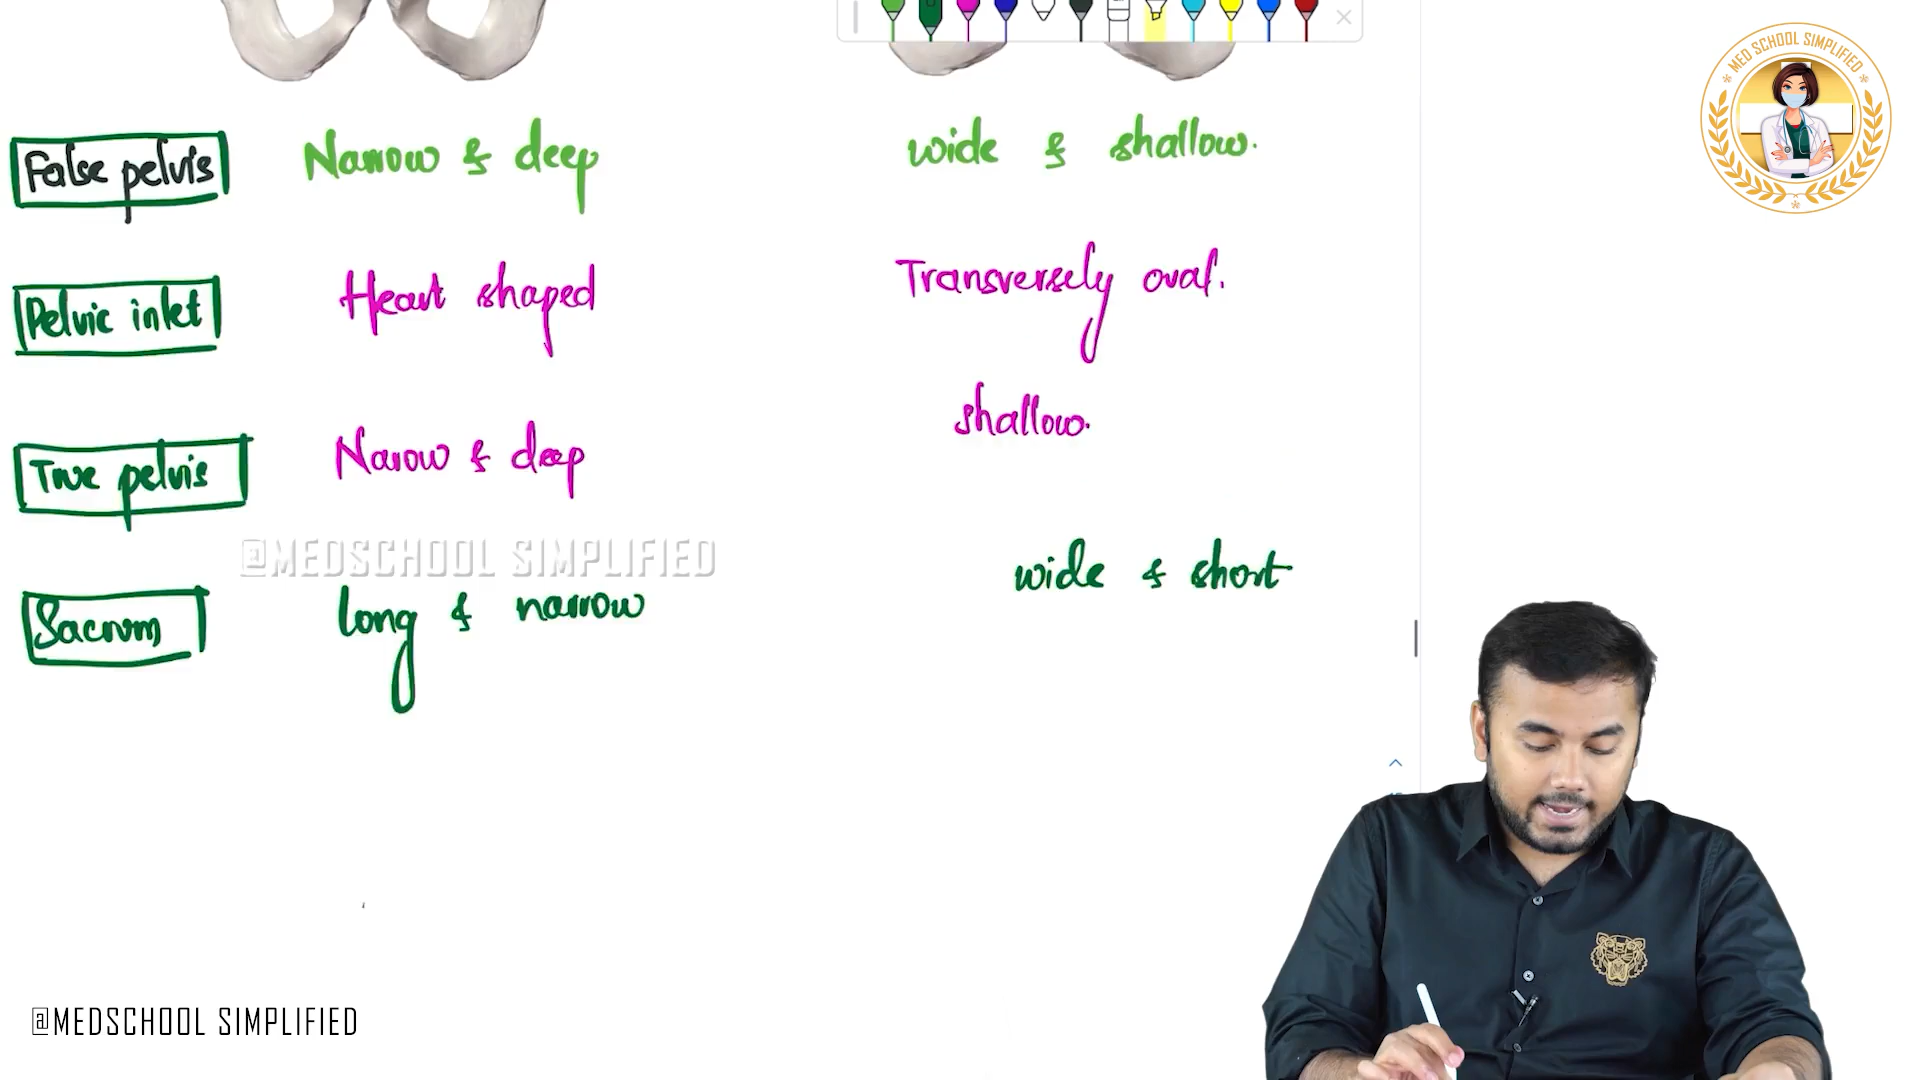 MED SCHOOL SIMPLIFIED
False pelvis Narrow & deep wide & shallow.
Pelvic inlet Heart shaped Transversely oval.
True pelvis Narow & deep shallow.
@MEDSCHOOL SIMPLIFIED
Sacrum long & narrow wide & short
@MEDSCHOOL SIMPLIFIED